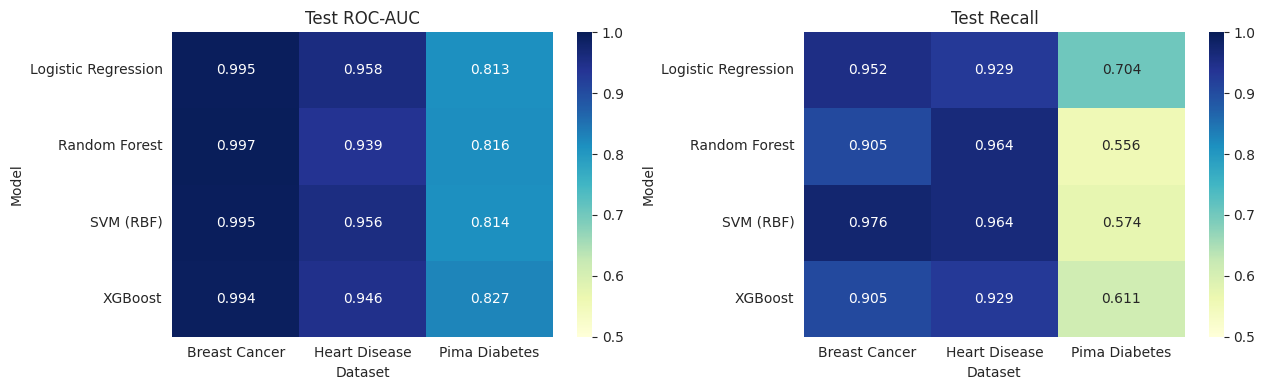 Test ROC-AUC
Model
Logistic Regression 0.995 0.958 0.813
Random Forest 0.997 0.939 0.816
SVM (RBF) 0.995 0.956 0.814
XGBoost 0.994 0.946 0.827
Breast Cancer Heart Disease Pima Diabetes
Dataset
1.0
0.9
0.8
0.7
0.6
0.5
Test Recall
Model
Logistic Regression 0.952 0.929 0.704
Random Forest 0.905 0.964 0.556
SVM (RBF) 0.976 0.964 0.574
XGBoost 0.905 0.929 0.611
Breast Cancer Heart Disease Pima Diabetes
Dataset
1.0
0.9
0.8
0.7
0.6
0.5